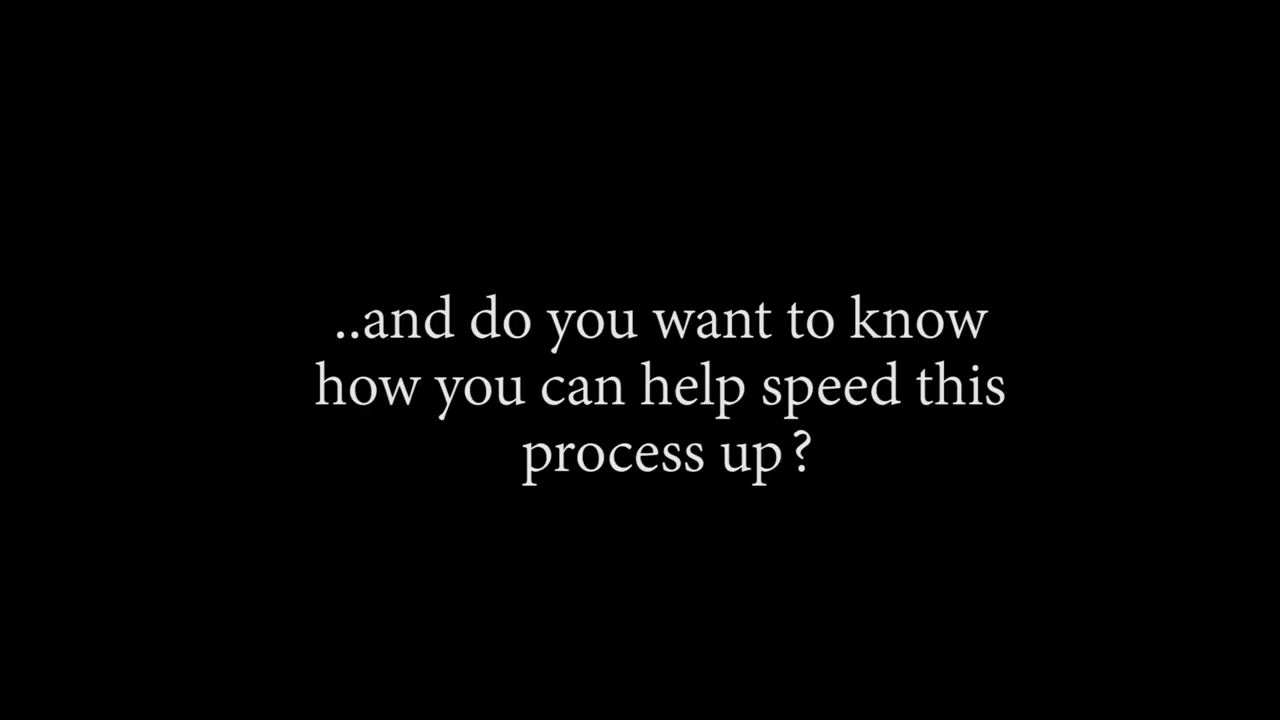 ..and do you want to know
how you can help speed this
process up?